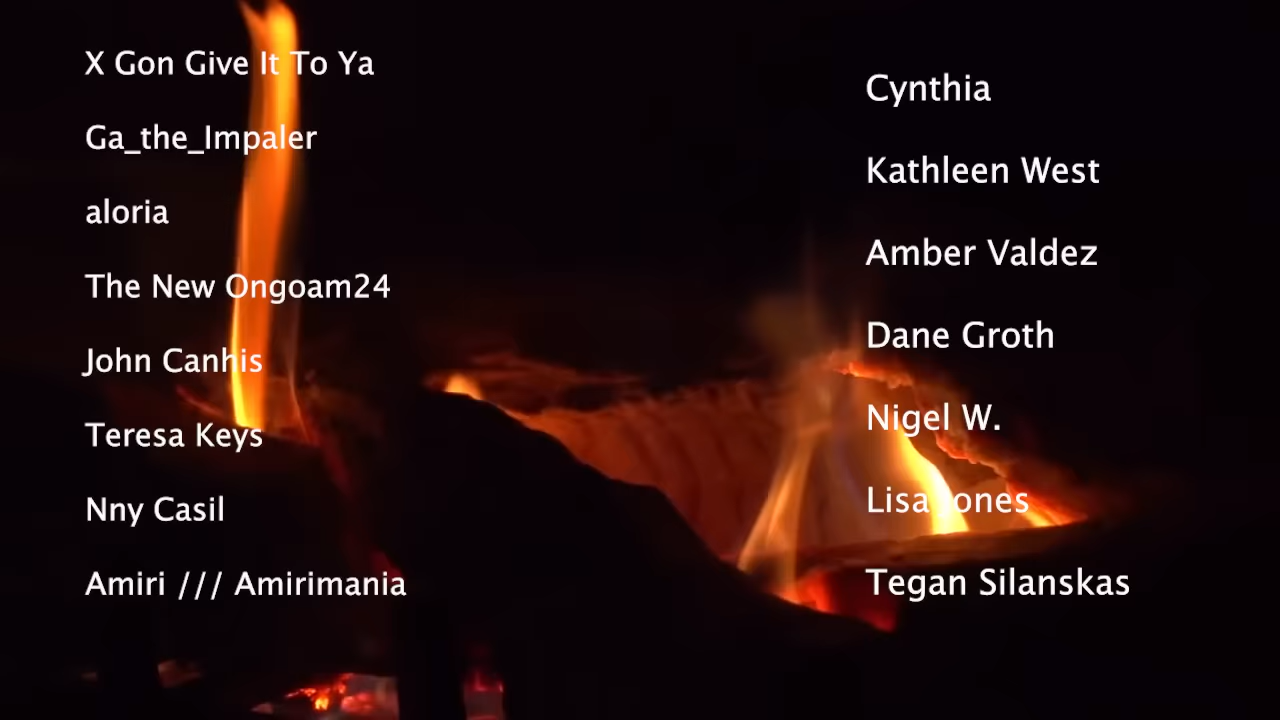 X Gon Give It To Ya
Ga_the_Impaler
aloria
The New Ongoam24
John Canhis
Teresa Keys
Nny Casil
Amiri /// Amirimania
Cynthia
Kathleen West
Amber Valdez
Dane Groth
Nigel W.
Lisa Jones
Tegan Silanskas